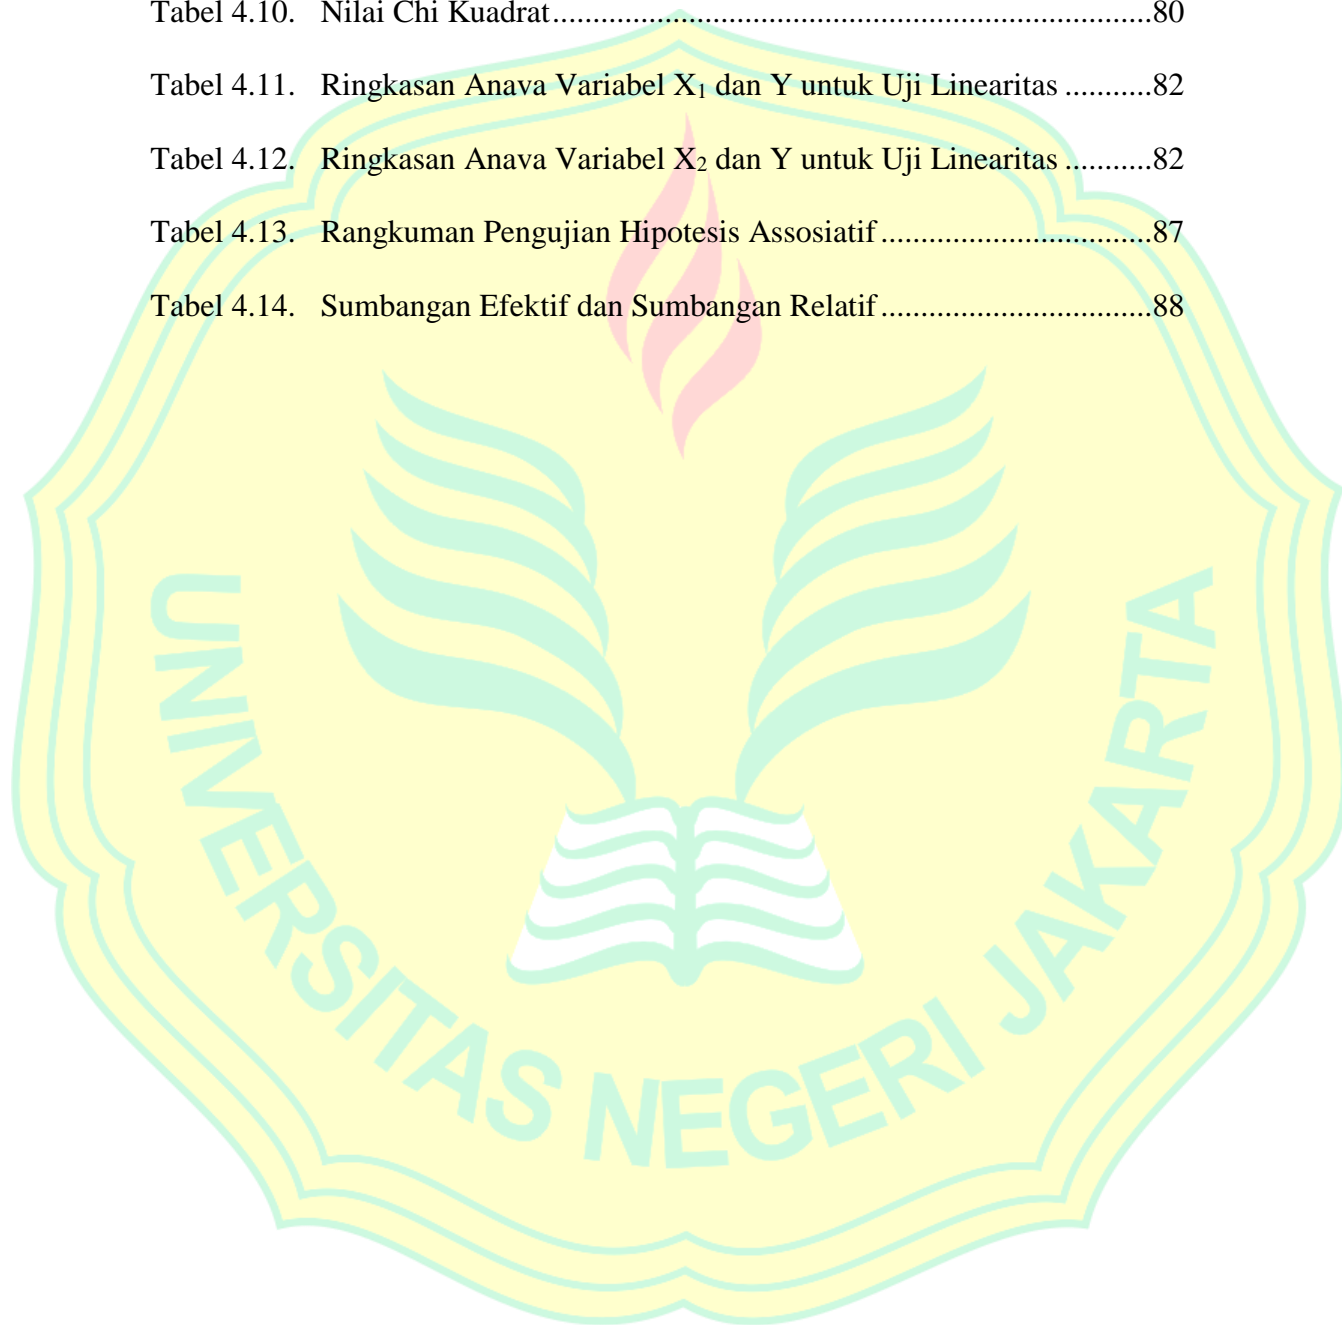 Tabel 4.10. Nilai Chi Kuadrat...........................................................................80
Tabel 4.11. Ringkasan Anava Variabel X₁ dan Y untuk Uji Linearitas ...........82
Tabel 4.12. Ringkasan Anava Variabel X₂ dan Y untuk Uji Linearitas ...........82
Tabel 4.13. Rangkuman Pengujian Hipotesis Assosiatif..................................87
Tabel 4.14. Sumbangan Efektif dan Sumbangan Relatif..................................88
UNIVERSITAS NEGERI JAKARTA